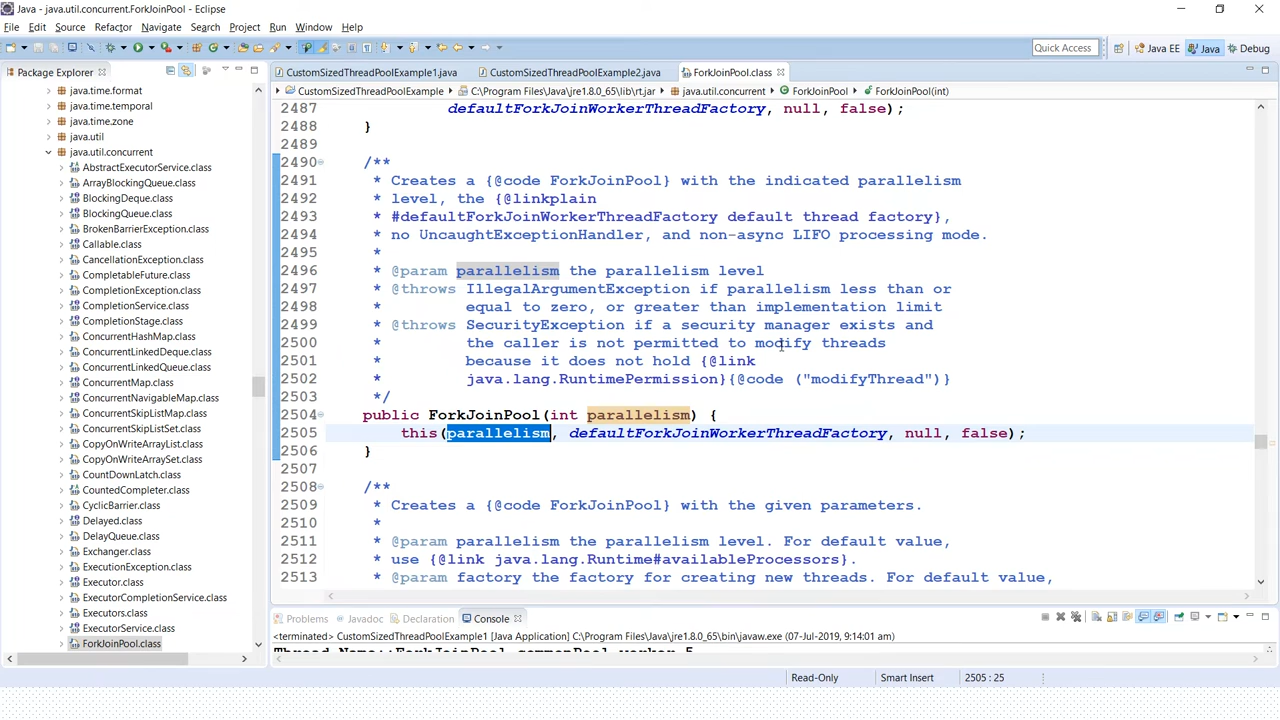 Java - java.util.concurrent.ForkJoinPool - Eclipse
File Edit Source Refactor Navigate Search Project Run Window Help
Quick Access Java EE Java Debug
Package Explorer
java.time.format
java.time.temporal
java.time.zone
java.util
java.util.concurrent
AbstractExecutorService.class
ArrayBlockingQueue.class
BlockingDeque.class
BlockingQueue.class
BrokenBarrierException.class
Callable.class
CancellationException.class
CompletableFuture.class
CompletionException.class
CompletionService.class
CompletionStage.class
ConcurrentHashMap.class
ConcurrentLinkedDeque.class
ConcurrentLinkedQueue.class
ConcurrentMap.class
ConcurrentNavigableMap.class
ConcurrentSkipListMap.class
ConcurrentSkipListSet.class
CopyOnWriteArrayList.class
CopyOnWriteArraySet.class
CountDownLatch.class
CountedCompleter.class
CyclicBarrier.class
Delayed.class
DelayQueue.class
Exchanger.class
ExecutionException.class
Executor.class
ExecutorCompletionService.class
Executors.class
ExecutorService.class
ForkJoinPool.class
CustomSizedThreadPoolExample1.java CustomSizedThreadPoolExample2.java ForkJoinPool.class
CustomSizedThreadPoolExample C:\Program Files\Java\jre1.8.0_65\lib\rt.jar java.util.concurrent ForkJoinPool ForkJoinPool(int)
2487 defaultForkJoinWorkerThreadFactory, null, false);
2488 }
2489
2490 /**
2491 * Creates a {@code ForkJoinPool} with the indicated parallelism
2492 * level, the {@linkplain
2493 * #defaultForkJoinWorkerThreadFactory default thread factory},
2494 * no UncaughtExceptionHandler, and non-async LIFO processing mode.
2495 *
2496 * @param parallelism the parallelism level
2497 * @throws IllegalArgumentException if parallelism less than or
2498 * equal to zero, or greater than implementation limit
2499 * @throws SecurityException if a security manager exists and
2500 * the caller is not permitted to modify threads
2501 * because it does not hold {@link
2502 * java.lang.RuntimePermission}{@code ("modifyThread")}
2503 */
2504 public ForkJoinPool(int parallelism) {
2505 this(parallelism, defaultForkJoinWorkerThreadFactory, null, false);
2506 }
2507
2508 /**
2509 * Creates a {@code ForkJoinPool} with the given parameters.
2510 *
2511 * @param parallelism the parallelism level. For default value,
2512 * use {@link java.lang.Runtime#availableProcessors}.
2513 * @param factory the factory for creating new threads. For default value,
Problems Javadoc Declaration Console
<terminated> CustomSizedThreadPoolExample1 [Java Application] C:\Program Files\Java\jre1.8.0_65\bin\javaw.exe (07-Jul-2019, 9:14:01 am)
Thread Name::ForkJoinPool.commonPool-worker-5
Read-Only Smart Insert 2505 : 25